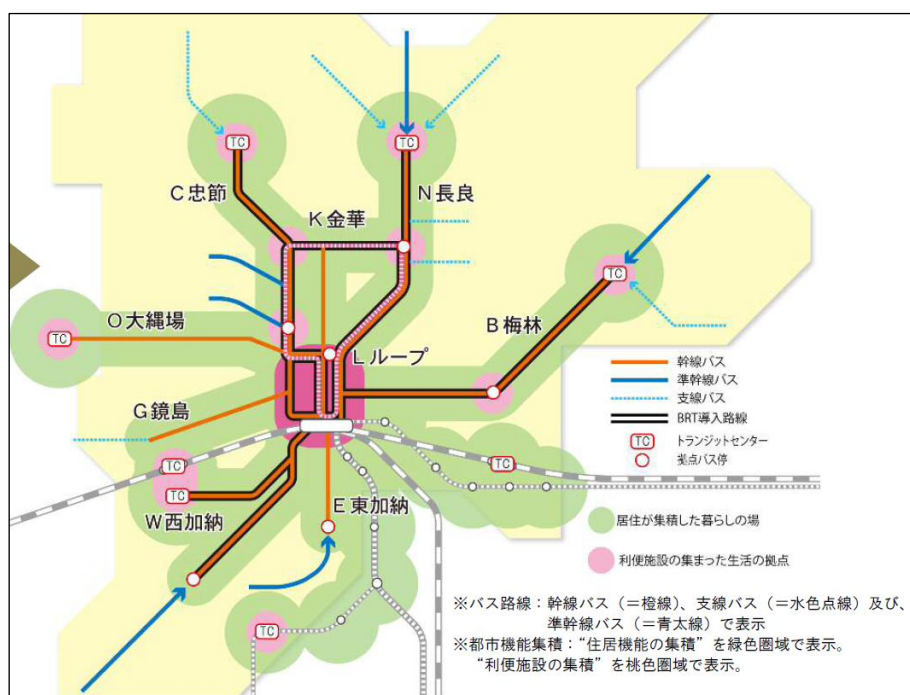 TC
TC
C忠節
N長良
K金華
TC
B梅林
O大縄場
TC
Lループ
G鏡島
幹線バス
準幹線バス
支線バス
BRT導入路線
TC トランジットセンター
拠点バス停
TC
TC
TC
W西加納
E東加納
居住が集積した暮らしの場
利便施設の集まった生活の拠点
TC
※バス路線：幹線バス（＝橙線）、支線バス（＝水色点線）及び、
準幹線バス（＝青太線）で表示
※都市機能集積：“住居機能の集積”を緑色圏域で表示。
“利便施設の集積”を桃色圏域で表示。